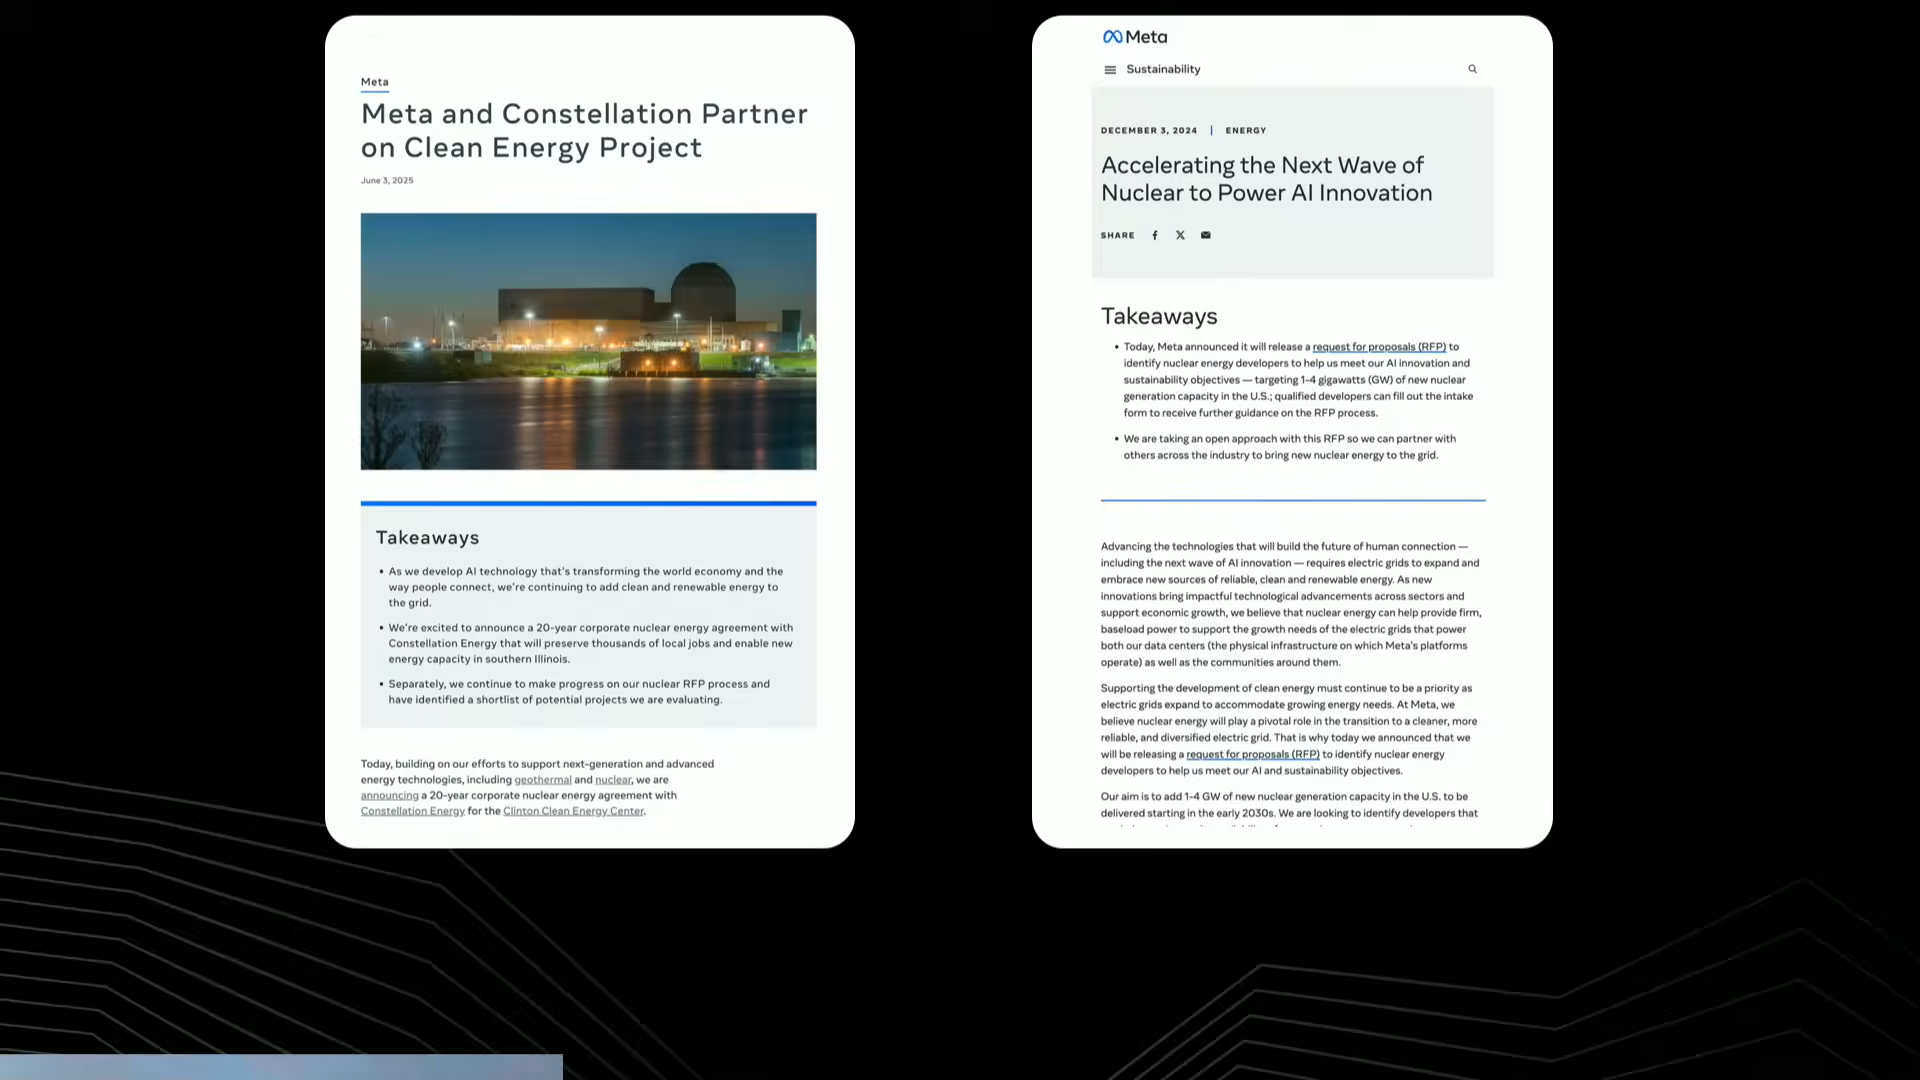 Meta
Meta and Constellation Partner
on Clean Energy Project
June 3, 2025
Takeaways
• As we develop AI technology that's transforming the world economy and the
way people connect, we're continuing to add clean and renewable energy to
the grid.
• We're excited to announce a 20-year corporate nuclear energy agreement with
Constellation Energy that will preserve thousands of local jobs and enable new
energy capacity in southern Illinois.
• Separately, we continue to make progress on our nuclear RFP process and
have identified a shortlist of potential projects we are evaluating.
Today, building on our efforts to support next-generation and advanced
energy technologies, including geothermal and nuclear, we are
announcing a 20-year corporate nuclear energy agreement with
Constellation Energy for the Clinton Clean Energy Center.
Meta
Sustainability
DECEMBER 3, 2024 | ENERGY
Accelerating the Next Wave of
Nuclear to Power AI Innovation
SHARE
Takeaways
• Today, Meta announced it will release a request for proposals (RFP) to
identify nuclear energy developers to help us meet our AI innovation and
sustainability objectives — targeting 1-4 gigawatts (GW) of new nuclear
generation capacity in the U.S.; qualified developers can fill out the intake
form to receive further guidance on the RFP process.
• We are taking an open approach with this RFP so we can partner with
others across the industry to bring new nuclear energy to the grid.
Advancing the technologies that will build the future of human connection —
including the next wave of AI innovation — requires electric grids to expand and
embrace new sources of reliable, clean and renewable energy. As new
innovations bring impactful technological advancements across sectors and
support economic growth, we believe that nuclear energy can help provide firm,
baseload power to support the growth needs of the electric grids that power
both our data centers (the physical infrastructure on which Meta's platforms
operate) as well as the communities around them.
Supporting the development of clean energy must continue to be a priority as
electric grids expand to accommodate growing energy needs. At Meta, we
believe nuclear energy will play a pivotal role in the transition to a cleaner, more
reliable, and diversified electric grid. That is why today we announced that we
will be releasing a request for proposals (RFP) to identify nuclear energy
developers to help us meet our AI and sustainability objectives.
Our aim is to add 1-4 GW of new nuclear generation capacity in the U.S. to be
delivered starting in the early 2030s. We are looking to identify developers that